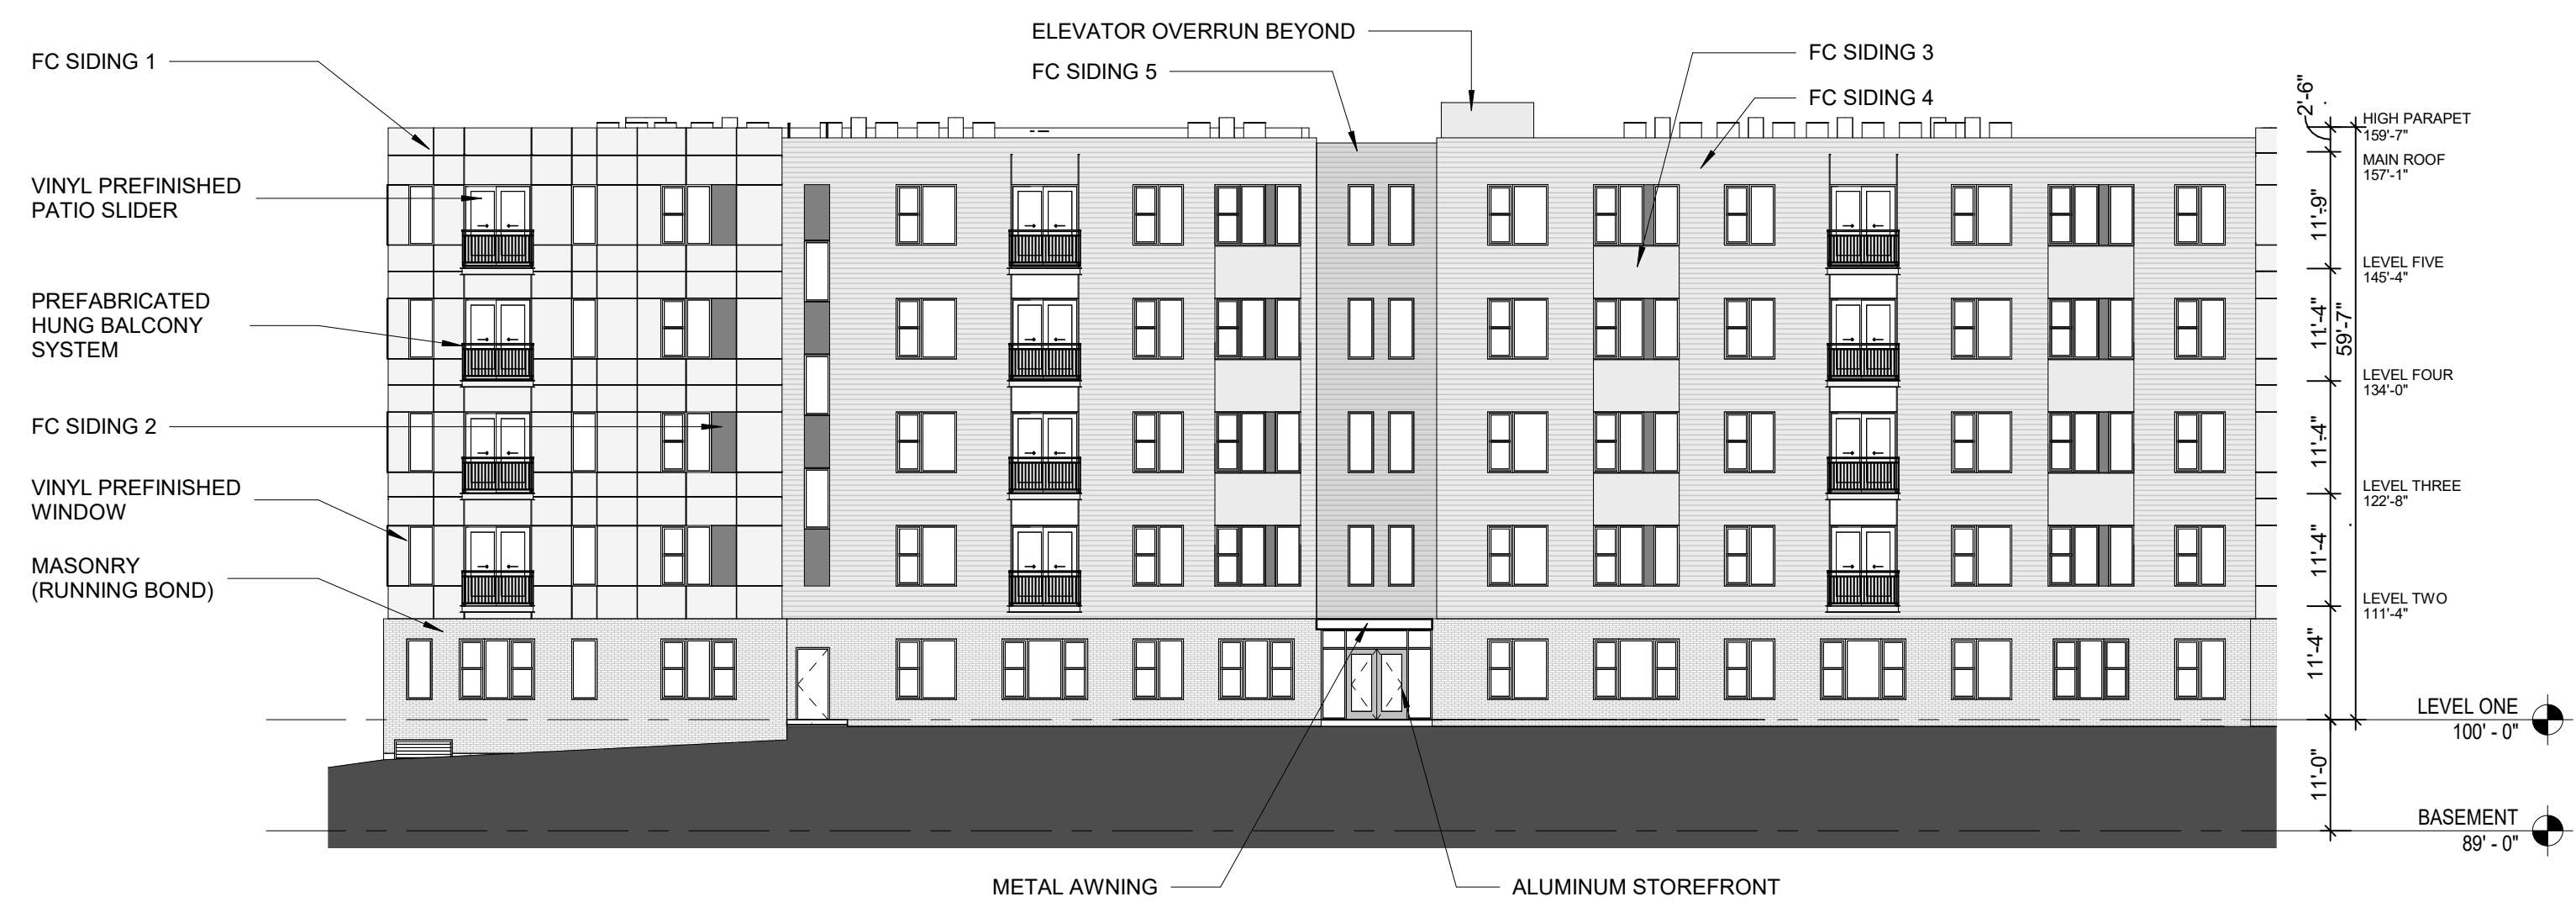 ELEVATOR OVERRUN BEYOND
FC SIDING 1
FC SIDING 5
FC SIDING 3
FC SIDING 4
VINYL PREFINISHED
PATIO SLIDER
PREFABRICATED
HUNG BALCONY
SYSTEM
FC SIDING 2
VINYL PREFINISHED
WINDOW
MASONRY
(RUNNING BOND)
METAL AWNING
ALUMINUM STOREFRONT
2'-6"
11'-9"
11'-4"
11'-4"
11'-4"
11'-4"
11'-0"
59'-7"
HIGH PARAPET
159'-7"
MAIN ROOF
157'-1"
LEVEL FIVE
145'-4"
LEVEL FOUR
134'-0"
LEVEL THREE
122'-8"
LEVEL TWO
111'-4"
LEVEL ONE
100' - 0"
BASEMENT
89' - 0"